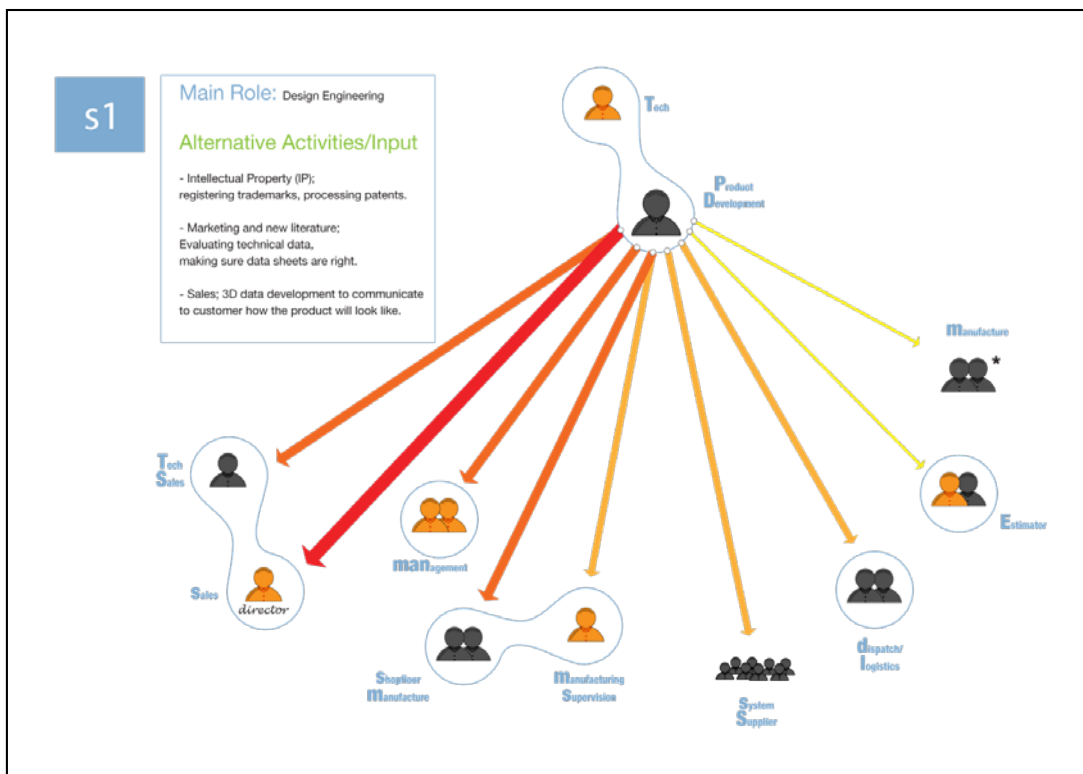 s1
Main Role: Design Engineering
Alternative Activities/Input
- Intellectual Property (IP);
registering trademarks, processing patents.
- Marketing and new literature;
Evaluating technical data,
making sure data sheets are right.
- Sales; 3D data development to communicate
to customer how the product will look like.
Tech
Product
Development
manufacture
*
Tech
Sales
Sales
director
management
Estimator
Shopfloor
manufacture
manufacturing
Supervision
System
Supplier
dispatch/
logistics